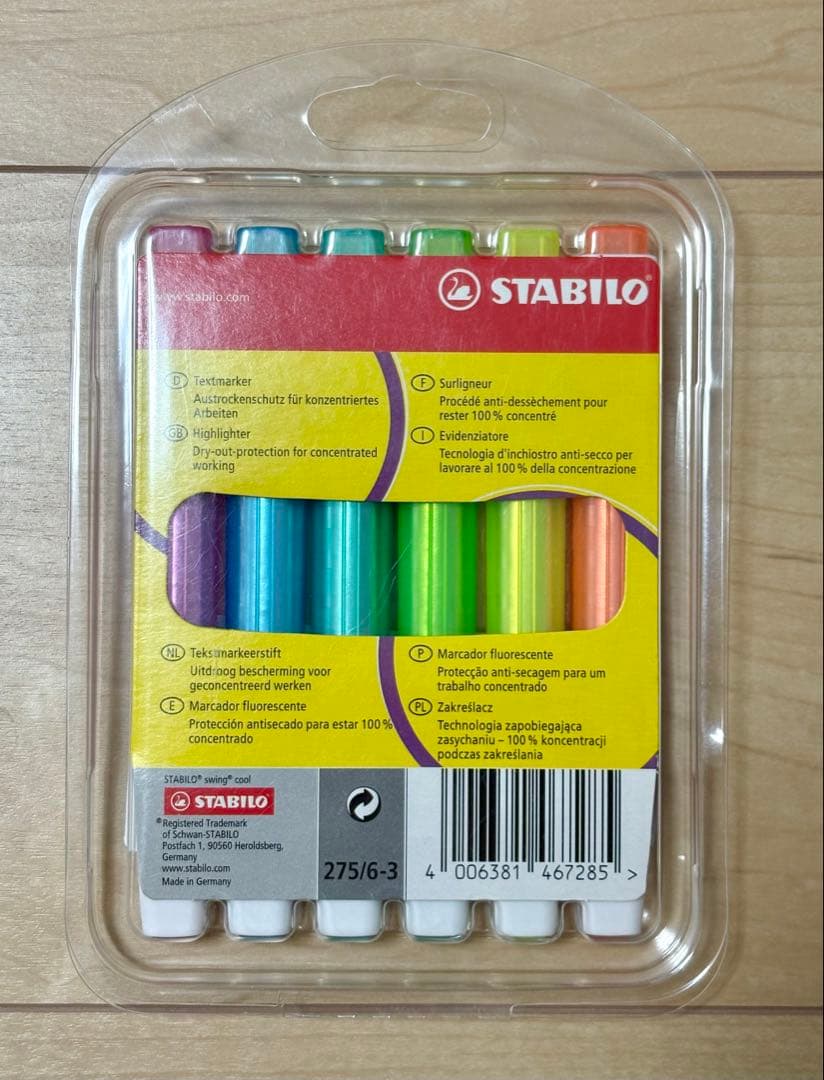 www.stabilo.com
STABILO®
D Textmarker
Austrockenschutz für konzentriertes
Arbeiten
GB Highlighter
Dry-out-protection for concentrated
working
F Surligneur
Procédé anti-dessèchement pour
rester 100 % concentré
I Evidenziatore
Tecnologia d'inchiostro anti-secco per
lavorare al 100 % della concentrazione
NL Tekstmarkeerstift
Uitdroog bescherming voor
geconcentreerd werken
E Marcador fluorescente
Protección antisecado para estar 100 %
concentrado
P Marcador fluorescente
Protecção anti-secagem para um
trabalho concentrado
PL Zakreślacz
Technologia zapobiegająca
zasychaniu – 100 % koncentracji
podczas zakreślania
STABILO® swing® cool
STABILO®
® Registered Trademark
of Schwan-STABILO
Postfach 1, 90560 Heroldsberg,
Germany
www.stabilo.com
Made in Germany
275/6-3
4 006381 467285 >